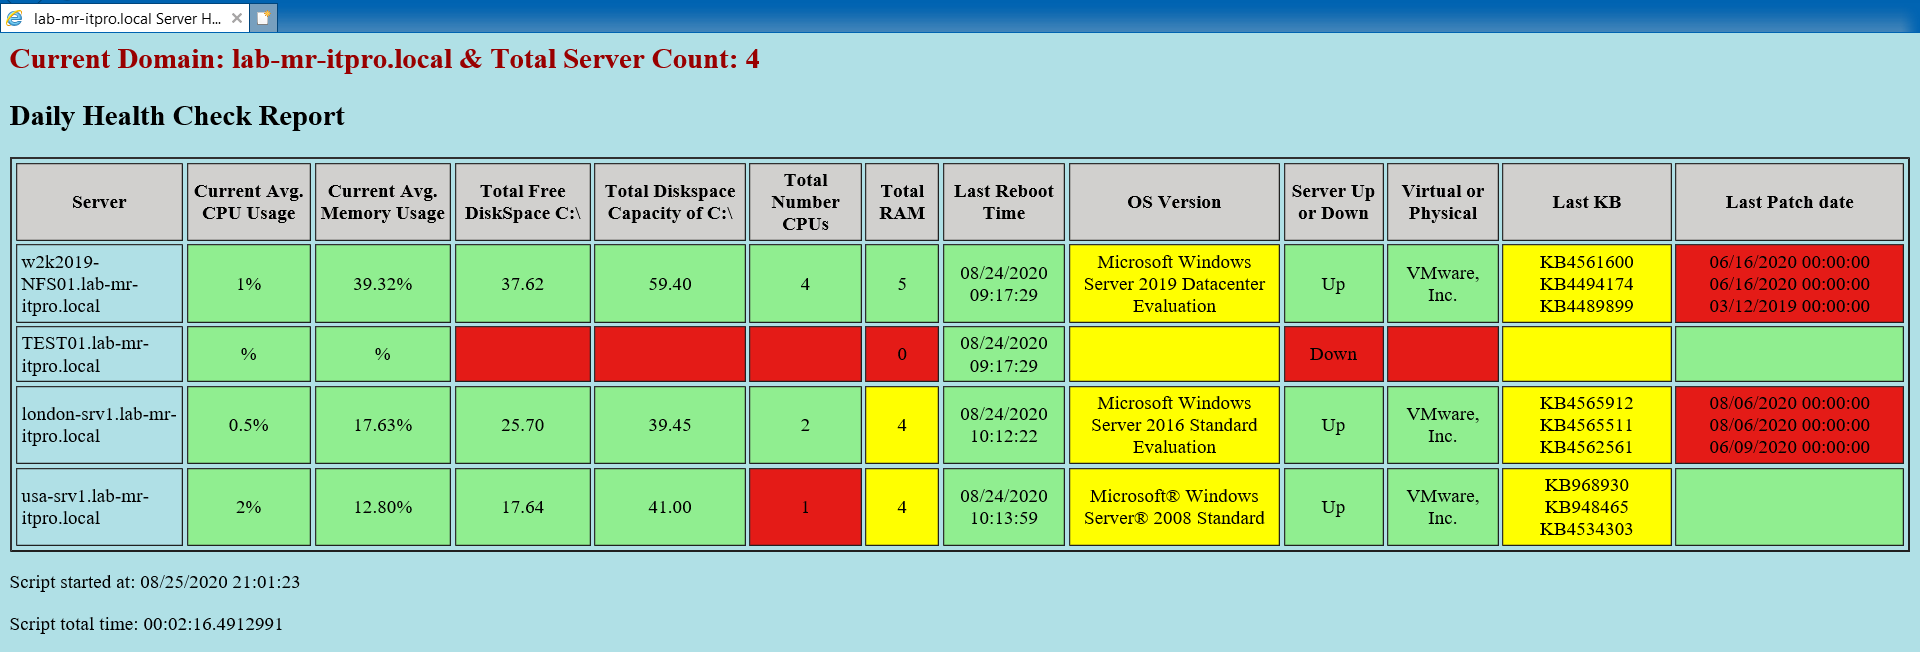 lab-mr-itpro.local Server H...
Current Domain: lab-mr-itpro.local & Total Server Count: 4
Daily Health Check Report
Server
Current Avg.
CPU Usage
Current Avg.
Memory Usage
Total Free
DiskSpace C:\
Total Diskspace
Capacity of C:\
Total
Number
CPUs
Total
RAM
Last Reboot
Time
OS Version
Server Up
or Down
Virtual or
Physical
Last KB
Last Patch date
w2k2019-
NFS01.lab-mr-
itpro.local
1%
39.32%
37.62
59.40
4
5
08/24/2020
09:17:29
Microsoft Windows
Server 2019 Datacenter
Evaluation
Up
VMware,
Inc.
KB4561600
KB4494174
KB4489899
06/16/2020 00:00:00
06/16/2020 00:00:00
03/12/2019 00:00:00
TEST01.lab-mr-
itpro.local
%
%
0
08/24/2020
09:17:29
Down
london-srv1.lab-mr-
itpro.local
0.5%
17.63%
25.70
39.45
2
4
08/24/2020
10:12:22
Microsoft Windows
Server 2016 Standard
Evaluation
Up
VMware,
Inc.
KB4565912
KB4565511
KB4562561
08/06/2020 00:00:00
08/06/2020 00:00:00
06/09/2020 00:00:00
usa-srv1.lab-mr-
itpro.local
2%
12.80%
17.64
41.00
1
4
08/24/2020
10:13:59
Microsoft® Windows
Server® 2008 Standard
Up
VMware,
Inc.
KB968930
KB948465
KB4534303
Script started at: 08/25/2020 21:01:23
Script total time: 00:02:16.4912991